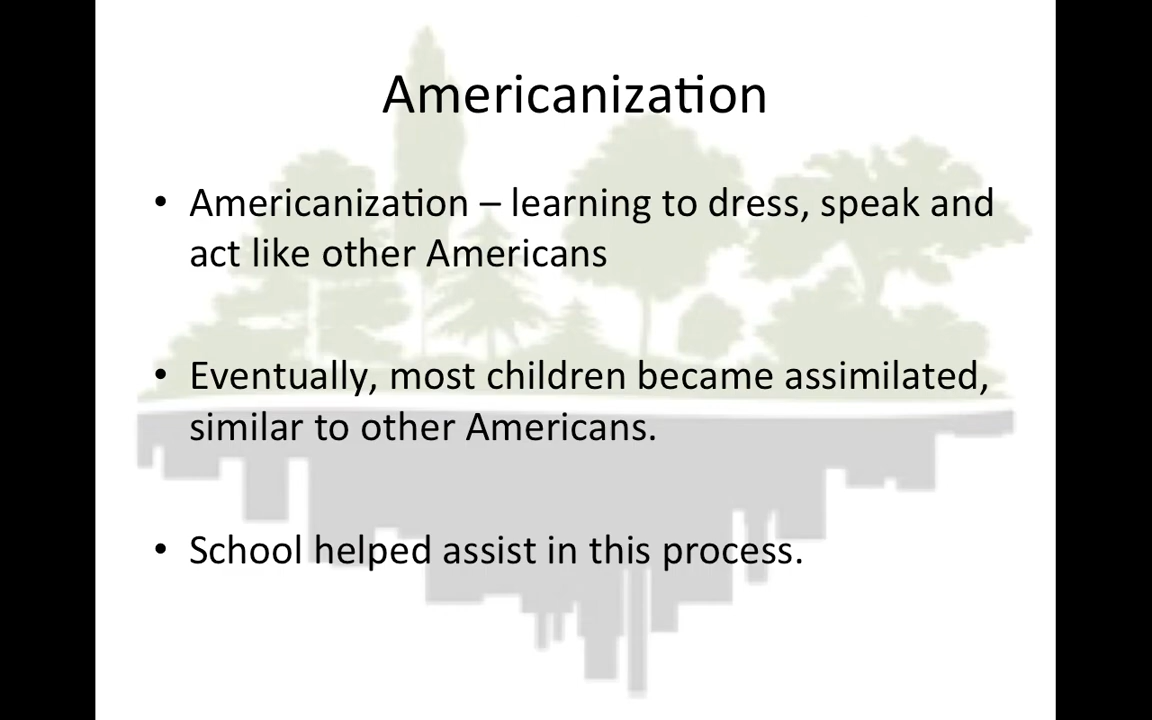 Americanization
• Americanization – learning to dress, speak and
act like other Americans
• Eventually, most children became assimilated,
similar to other Americans.
• School helped assist in this process.